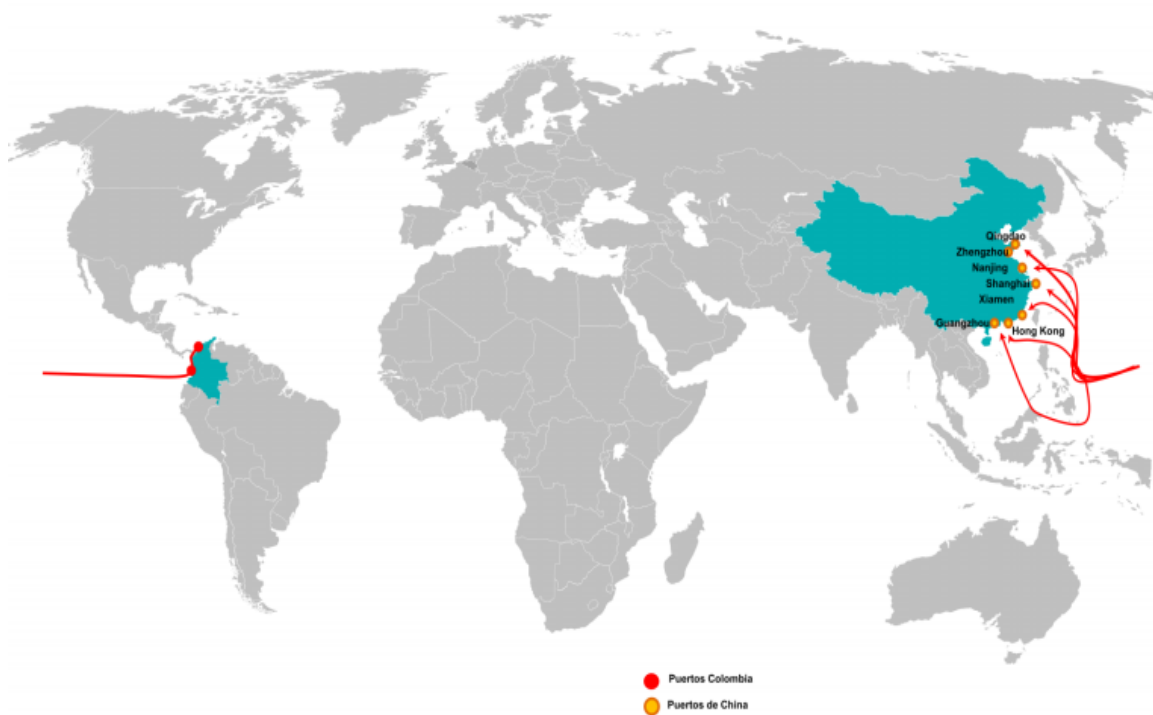 Qingdao
Zhengzhou
Nanjing
Shanghai
Xiamen
Guangzhou
Hong Kong
Puertos Colombia
Puertos de China